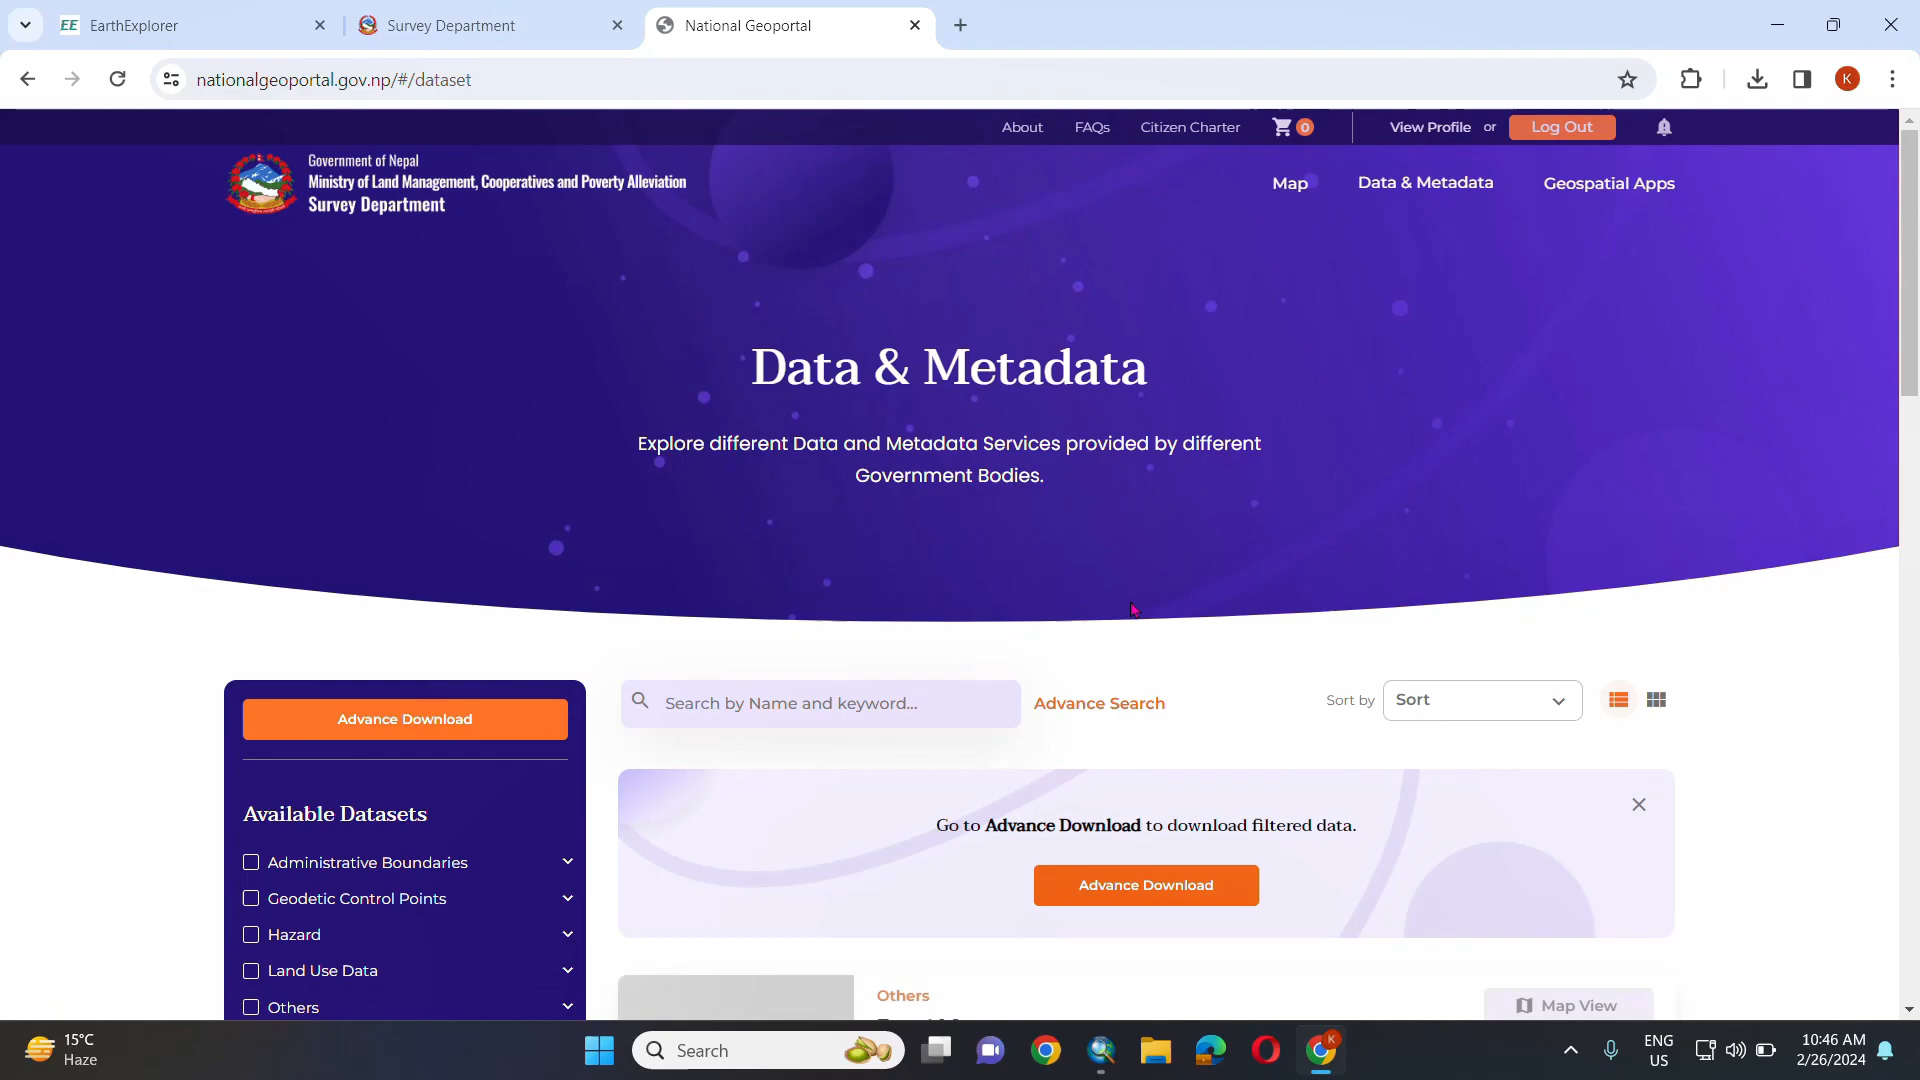 EE EarthExplorer
Survey Department
National Geoportal
nationalgeoportal.gov.np/#/dataset
K
About
FAQs
Citizen Charter
0
View Profile or
Log Out
Government of Nepal
Ministry of Land Management, Cooperatives and Poverty Alleviation
Survey Department
Map
Data & Metadata
Geospatial Apps
Data & Metadata
Explore different Data and Metadata Services provided by different
Government Bodies.
Advance Download
Search by Name and keyword...
Advance Search
Sort by
Sort
Available Datasets
Administrative Boundaries
Geodetic Control Points
Hazard
Land Use Data
Others
Go to Advance Download to download filtered data.
Advance Download
Others
Map View
15°C
Haze
Search
K
ENG
US
10:46 AM
2/26/2024